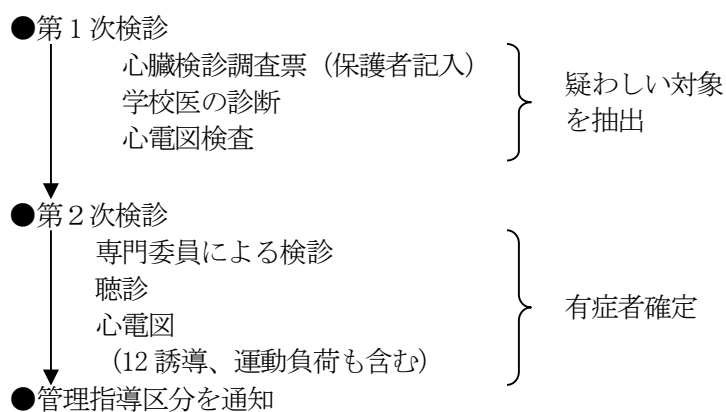 ●第1次検診
心臓検診調査票（保護者記入）
学校医の診断
心電図検査
疑わしい対象
を抽出
●第2次検診
専門委員による検診
聴診
心電図
（12誘導、運動負荷も含む）
有症者確定
●管理指導区分を通知